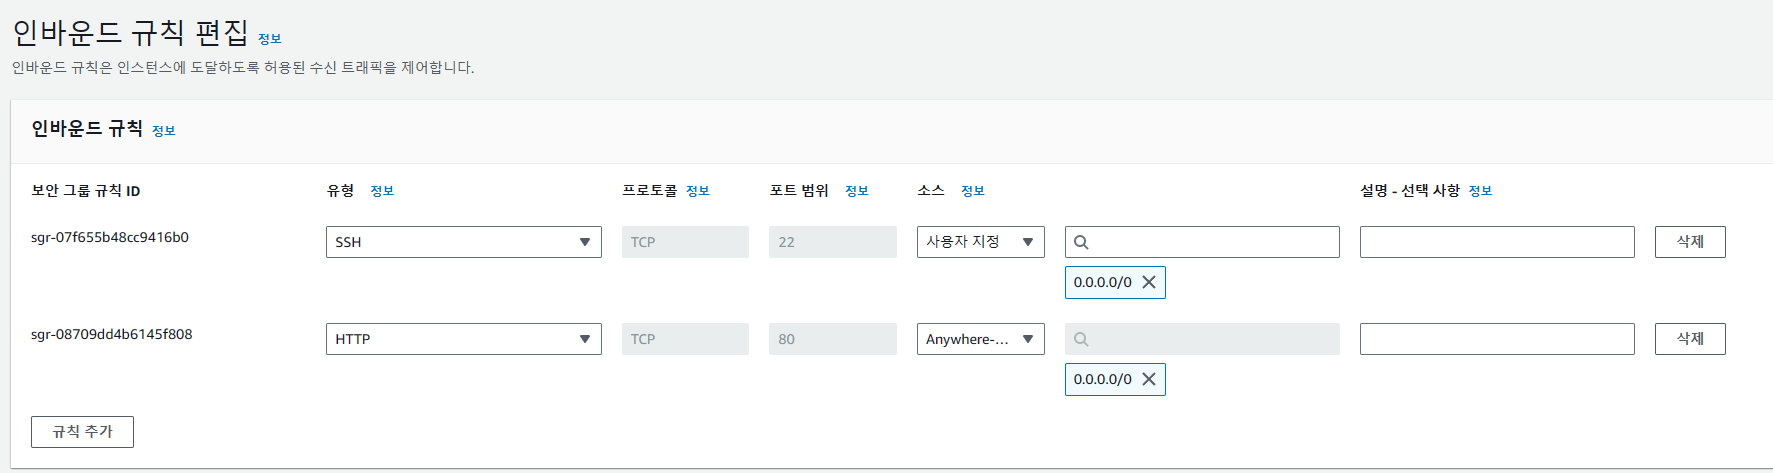 인바운드 규칙 편집 정보
인바운드 규칙은 인스턴스에 도달하도록 허용된 수신 트래픽을 제어합니다.
인바운드 규칙 정보
보안 그룹 규칙 ID 유형 정보 프로토콜 정보 포트 범위 정보 소스 정보 설명 - 선택 사항 정보
sgr-07f655b48cc9416b0 SSH TCP 22 사용자 지정 삭제
0.0.0.0/0
sgr-08709dd4b6145f808 HTTP TCP 80 Anywhere-... 삭제
0.0.0.0/0
규칙 추가